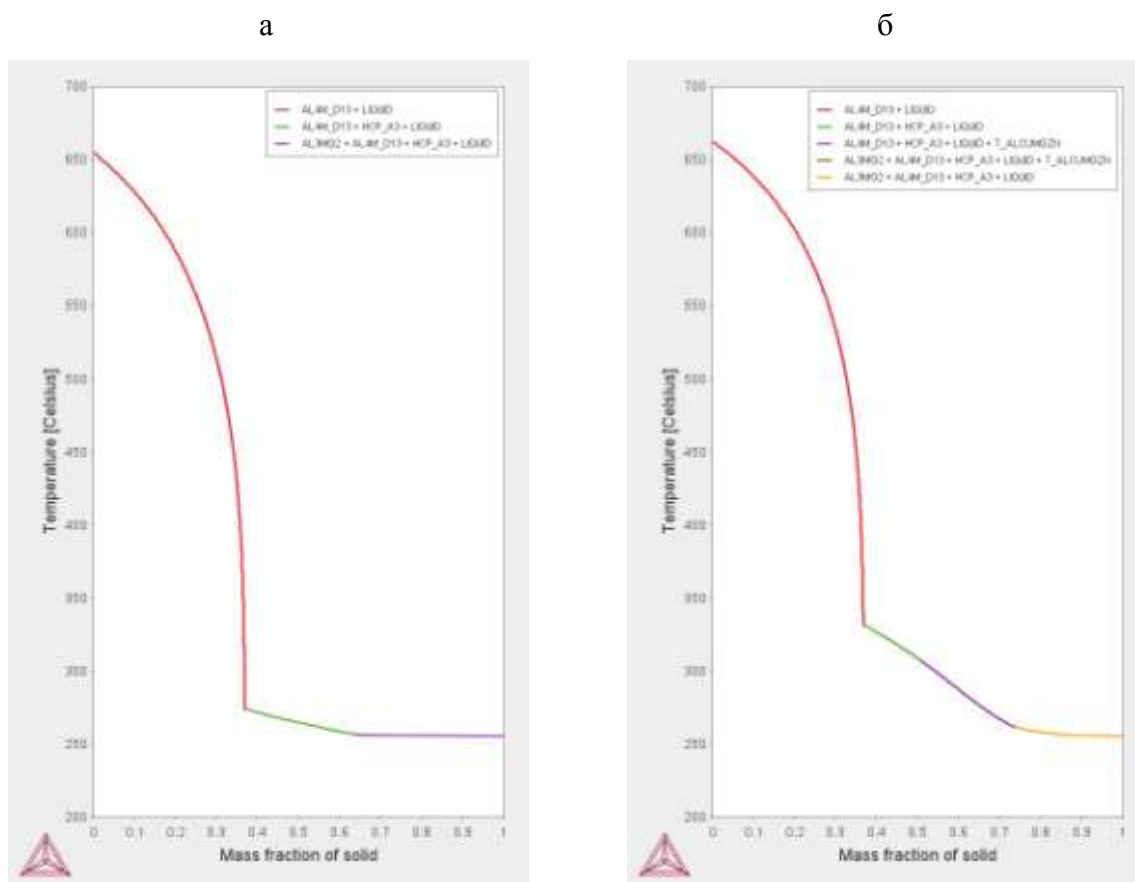 а
б
700
650
600
550
500
450
400
350
300
250
200
0 0.1 0.2 0.3 0.4 0.5 0.6 0.7 0.8 0.9 1
Temperature [Celsius]
Mass fraction of solid
AL4M_D13 + LIQUID
AL4M_D13 + HCP_A3 + LIQUID
AL3MG2 + AL4M_D13 + HCP_A3 + LIQUID
700
650
600
550
500
450
400
350
300
250
200
0 0.1 0.2 0.3 0.4 0.5 0.6 0.7 0.8 0.9 1
Temperature [Celsius]
Mass fraction of solid
AL4M_D13 + LIQUID
AL4M_D13 + HCP_A3 + LIQUID
AL4M_D13 + HCP_A3 + LIQUID + T_ALCUMGZN
AL3MG2 + AL4M_D13 + HCP_A3 + LIQUID + T_ALCUMGZN
AL3MG2 + AL4M_D13 + HCP_A3 + LIQUID